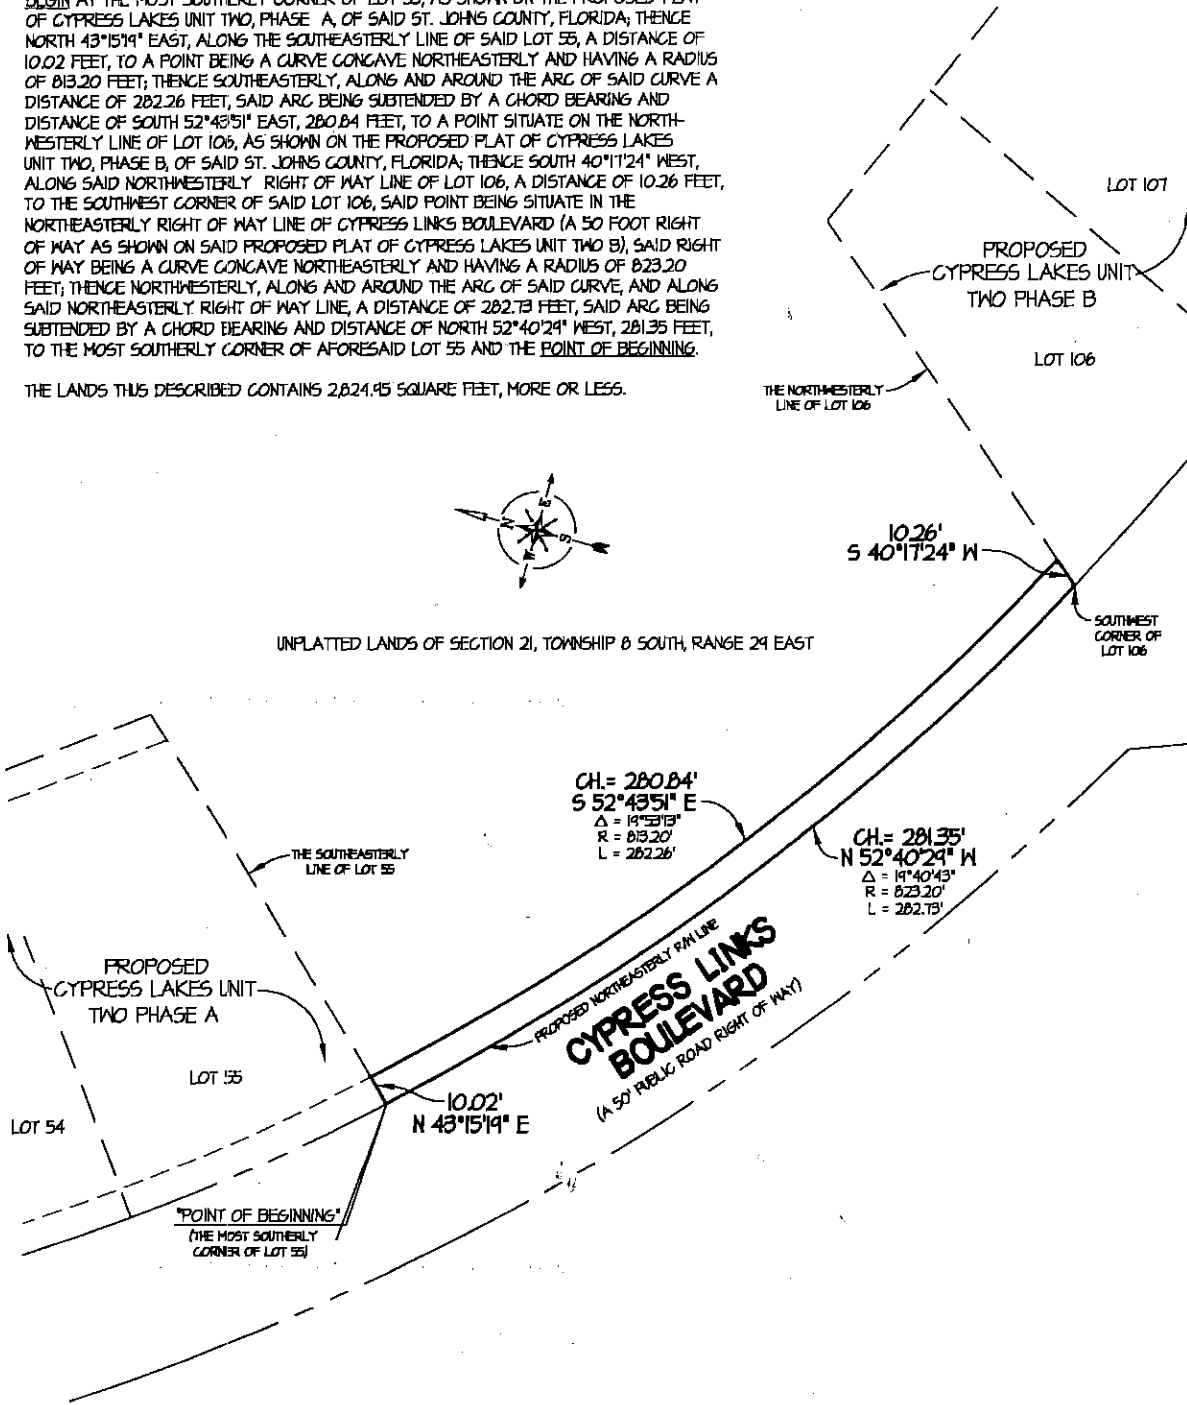 BEGIN AT THE MOST SOUTHERLY CORNER OF LOT 55, AS SHOWN ON THE PROPOSED PLAT
OF CYPRESS LAKES UNIT TWO, PHASE A, OF SAID ST. JOHNS COUNTY, FLORIDA; THENCE
NORTH 43°15'19" EAST, ALONG THE SOUTHEASTERLY LINE OF SAID LOT 55, A DISTANCE OF
10.02 FEET, TO A POINT BEING A CURVE CONCAVE NORTHEASTERLY AND HAVING A RADIUS
OF 813.20 FEET; THENCE SOUTHEASTERLY, ALONG AND AROUND THE ARC OF SAID CURVE A
DISTANCE OF 282.26 FEET, SAID ARC BEING SUBTENDED BY A CHORD BEARING AND
DISTANCE OF SOUTH 52°43'51" EAST, 280.84 FEET, TO A POINT SITUATE ON THE NORTH-
WESTERLY LINE OF LOT 106, AS SHOWN ON THE PROPOSED PLAT OF CYPRESS LAKES
UNIT TWO, PHASE B, OF SAID ST. JOHNS COUNTY, FLORIDA; THENCE SOUTH 40°17'24" WEST,
ALONG SAID NORTHWESTERLY RIGHT OF WAY LINE OF LOT 106, A DISTANCE OF 10.26 FEET,
TO THE SOUTHWEST CORNER OF SAID LOT 106, SAID POINT BEING SITUATE IN THE
NORTHEASTERLY RIGHT OF WAY LINE OF CYPRESS LINKS BOULEVARD (A 50 FOOT RIGHT
OF WAY AS SHOWN ON SAID PROPOSED PLAT OF CYPRESS LAKES UNIT TWO B), SAID RIGHT
OF WAY BEING A CURVE CONCAVE NORTHEASTERLY AND HAVING A RADIUS OF 823.20
FEET; THENCE NORTHWESTERLY, ALONG AND AROUND THE ARC OF SAID CURVE, AND ALONG
SAID NORTHEASTERLY RIGHT OF WAY LINE, A DISTANCE OF 282.73 FEET, SAID ARC BEING
SUBTENDED BY A CHORD BEARING AND DISTANCE OF NORTH 52°40'29" WEST, 281.35 FEET,
TO THE MOST SOUTHERLY CORNER OF AFORESAID LOT 55 AND THE POINT OF BEGINNING.
THE LANDS THUS DESCRIBED CONTAINS 2,824.95 SQUARE FEET, MORE OR LESS.
LOT 107
PROPOSED
CYPRESS LAKES UNIT
TWO PHASE B
LOT 106
THE NORTHWESTERLY
LINE OF LOT 106
N
E
S
W
10.26'
S 40°17'24" W
SOUTHWEST
CORNER OF
LOT 106
UNPLATTED LANDS OF SECTION 21, TOWNSHIP 8 SOUTH, RANGE 29 EAST
CH.= 280.84'
S 52°43'51" E
Δ = 19°53'13"
R = 813.20'
L = 282.26'
CH.= 281.35'
N 52°40'29" W
Δ = 19°40'43"
R = 823.20'
L = 282.73'
THE SOUTHEASTERLY
LINE OF LOT 55
PROPOSED NORTHEASTERLY R/W LINE
CYPRESS LINKS
BOULEVARD
(A 50' PUBLIC ROAD RIGHT OF WAY)
PROPOSED
CYPRESS LAKES UNIT
TWO PHASE A
LOT 55
LOT 54
10.02'
N 43°15'19" E
"POINT OF BEGINNING"
(THE MOST SOUTHERLY
CORNER OF LOT 55)